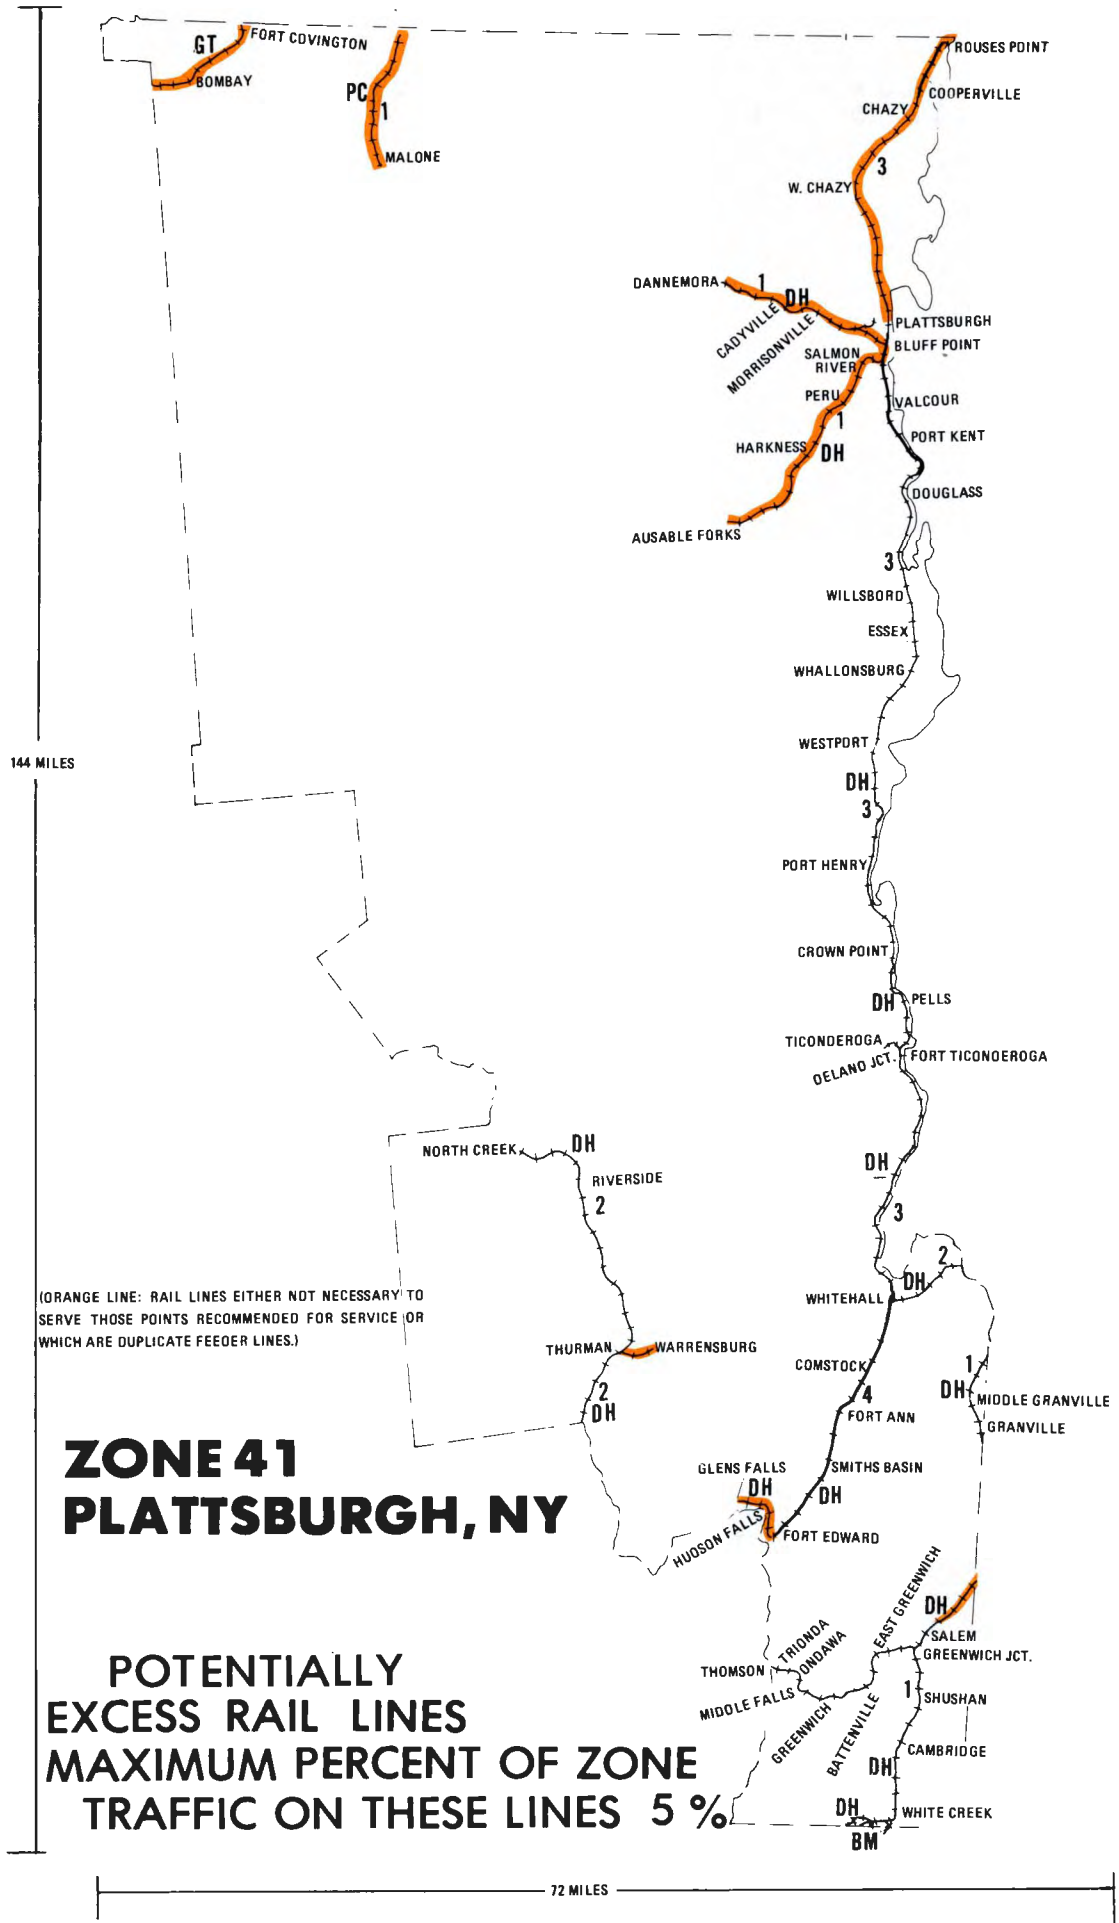 GT
FORT COVINGTON
BOMBAY
PC
1
MALONE
ROUSES POINT
COOPERVILLE
CHAZY
3
W. CHAZY
DANNEMORA
1
DH
CADYVILLE
MORRISONVILLE
PLATTSBURGH
BLUFF POINT
SALMON
RIVER
PERU
1
VALCOUR
HARKNESS
DH
PORT KENT
DOUGLASS
AUSABLE FORKS
3
WILLSBORD
ESSEX
WHALLONSBURG
WESTPORT
144 MILES
DH
3
PORT HENRY
CROWN POINT
DH
PELLS
TICONDEROGA
DELANO JCT.
FORT TICONDEROGA
NORTH CREEK
DH
RIVERSIDE
2
DH
3
2
DH
WHITEHALL
(ORANGE LINE: RAIL LINES EITHER NOT NECESSARY TO
SERVE THOSE POINTS RECOMMENDED FOR SERVICE OR
WHICH ARE DUPLICATE FEEDER LINES.)
THURMAN
WARRENSBURG
2
DH
COMSTOCK
4
FORT ANN
1
DH
MIDDLE GRANVILLE
GRANVILLE
ZONE 41
PLATTSBURGH, NY
GLENS FALLS
DH
SMITHS BASIN
DH
HUDSON FALLS
FORT EDWARD
EAST GREENWICH
DH
SALEM
GREENWICH JCT.
TRIONDA
ONDAWA
THOMSON
MIDDLE FALLS
GREENWICH
BATTENVILLE
1
SHUSHAN
CAMBRIDGE
DH
DH
WHITE CREEK
BM
POTENTIALLY
EXCESS RAIL LINES
MAXIMUM PERCENT OF ZONE
TRAFFIC ON THESE LINES 5 %
72 MILES